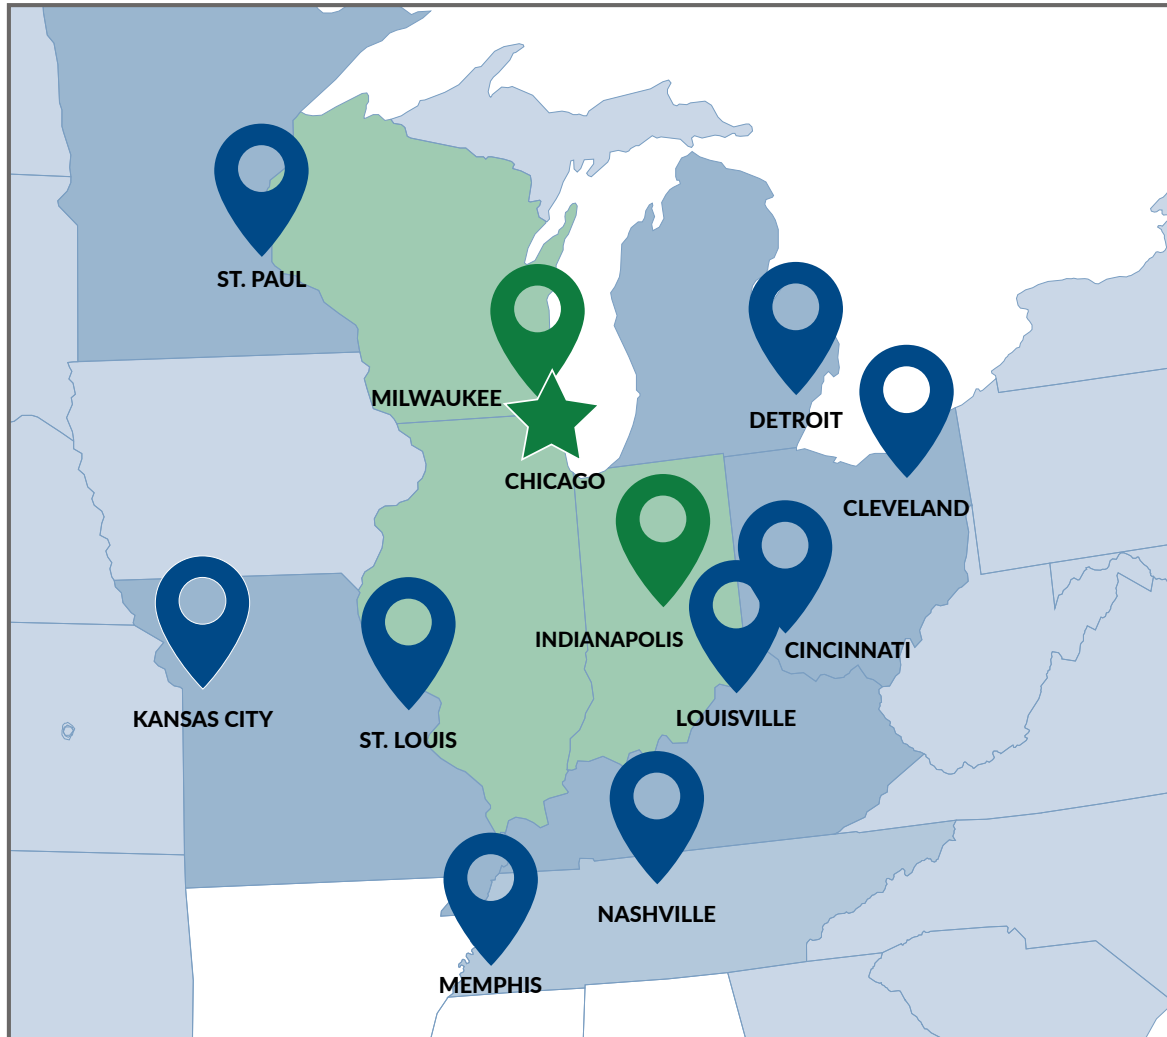 ST. PAUL
MILWAUKEE
DETROIT
CHICAGO
CLEVELAND
INDIANAPOLIS
CINCINNATI
KANSAS CITY
LOUISVILLE
ST. LOUIS
NASHVILLE
MEMPHIS